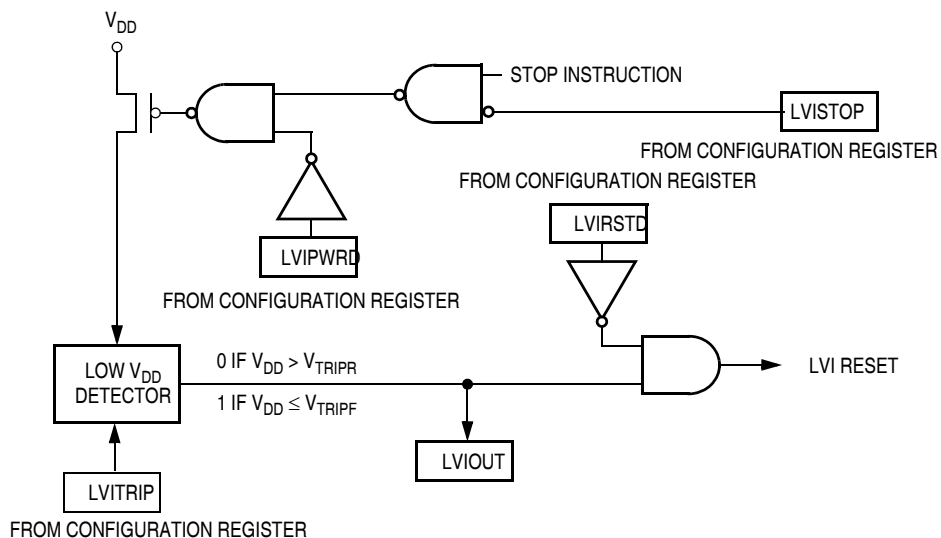 VDD
STOP INSTRUCTION
LVISTOP
FROM CONFIGURATION REGISTER
FROM CONFIGURATION REGISTER
LVIRSTD
LVIPWRD
FROM CONFIGURATION REGISTER
LOW VDD
DETECTOR
0 IF VDD > VTRIPR
1 IF VDD ≤ VTRIPF
LVI RESET
LVIOUT
LVITRIP
FROM CONFIGURATION REGISTER